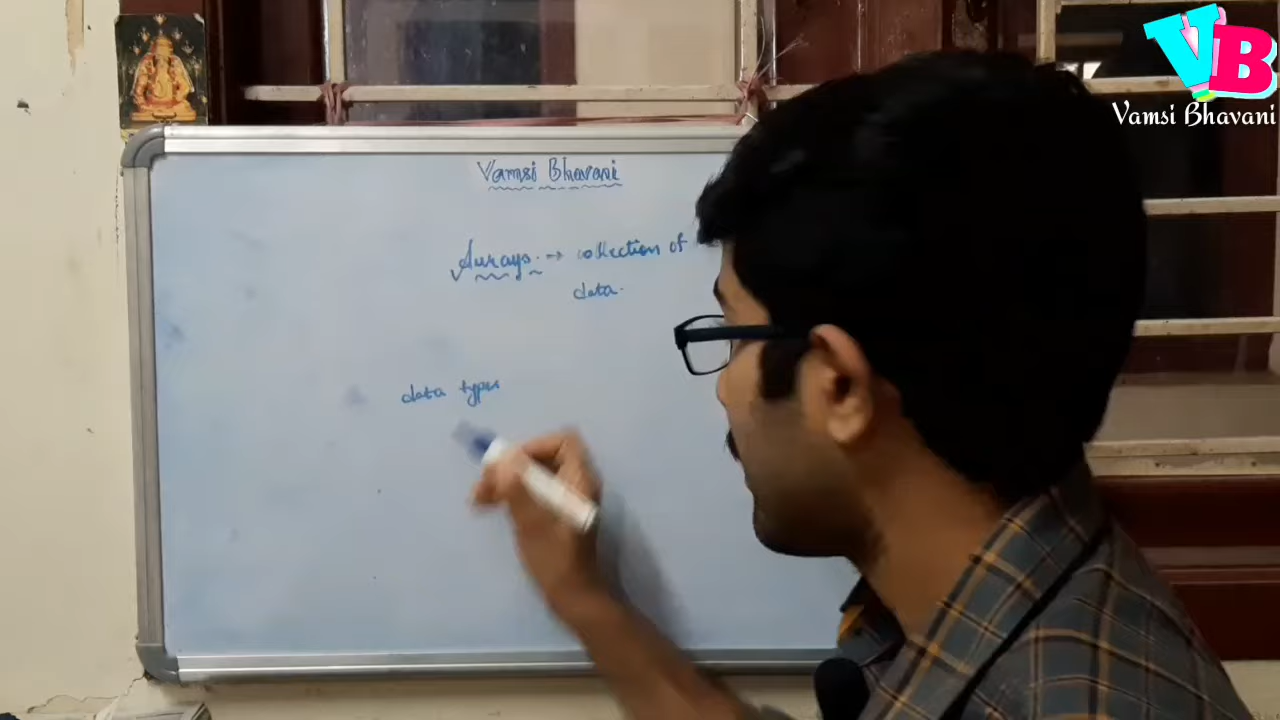 VB
Vamsi Bhavani
Vamsi Bhavani
Arrays. → collection of
data.
data types